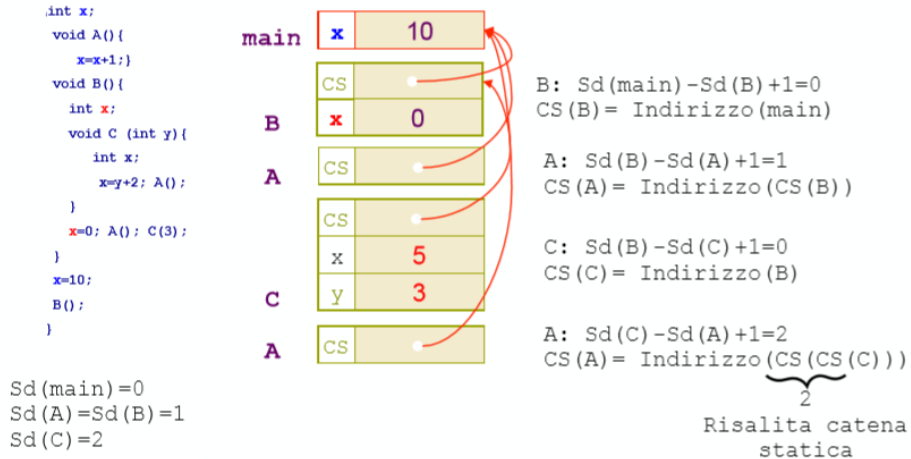 int x;
void A(){
x=x+1;}
void B(){
int x;
void C (int y){
int x;
x=y+2; A();
}
x=0; A(); C(3);
}
x=10;
B();
}
Sd(main)=0
Sd(A)=Sd(B)=1
Sd(C)=2
main x 10
CS
B x 0
A CS
CS
x 5
C y 3
A CS
B: Sd(main)-Sd(B)+1=0
CS(B)= Indirizzo(main)
A: Sd(B)-Sd(A)+1=1
CS(A)= Indirizzo(CS(B))
C: Sd(B)-Sd(C)+1=0
CS(C)= Indirizzo(B)
A: Sd(C)-Sd(A)+1=2
CS(A)= Indirizzo(CS(CS(C)))
2
Risalita catena
statica